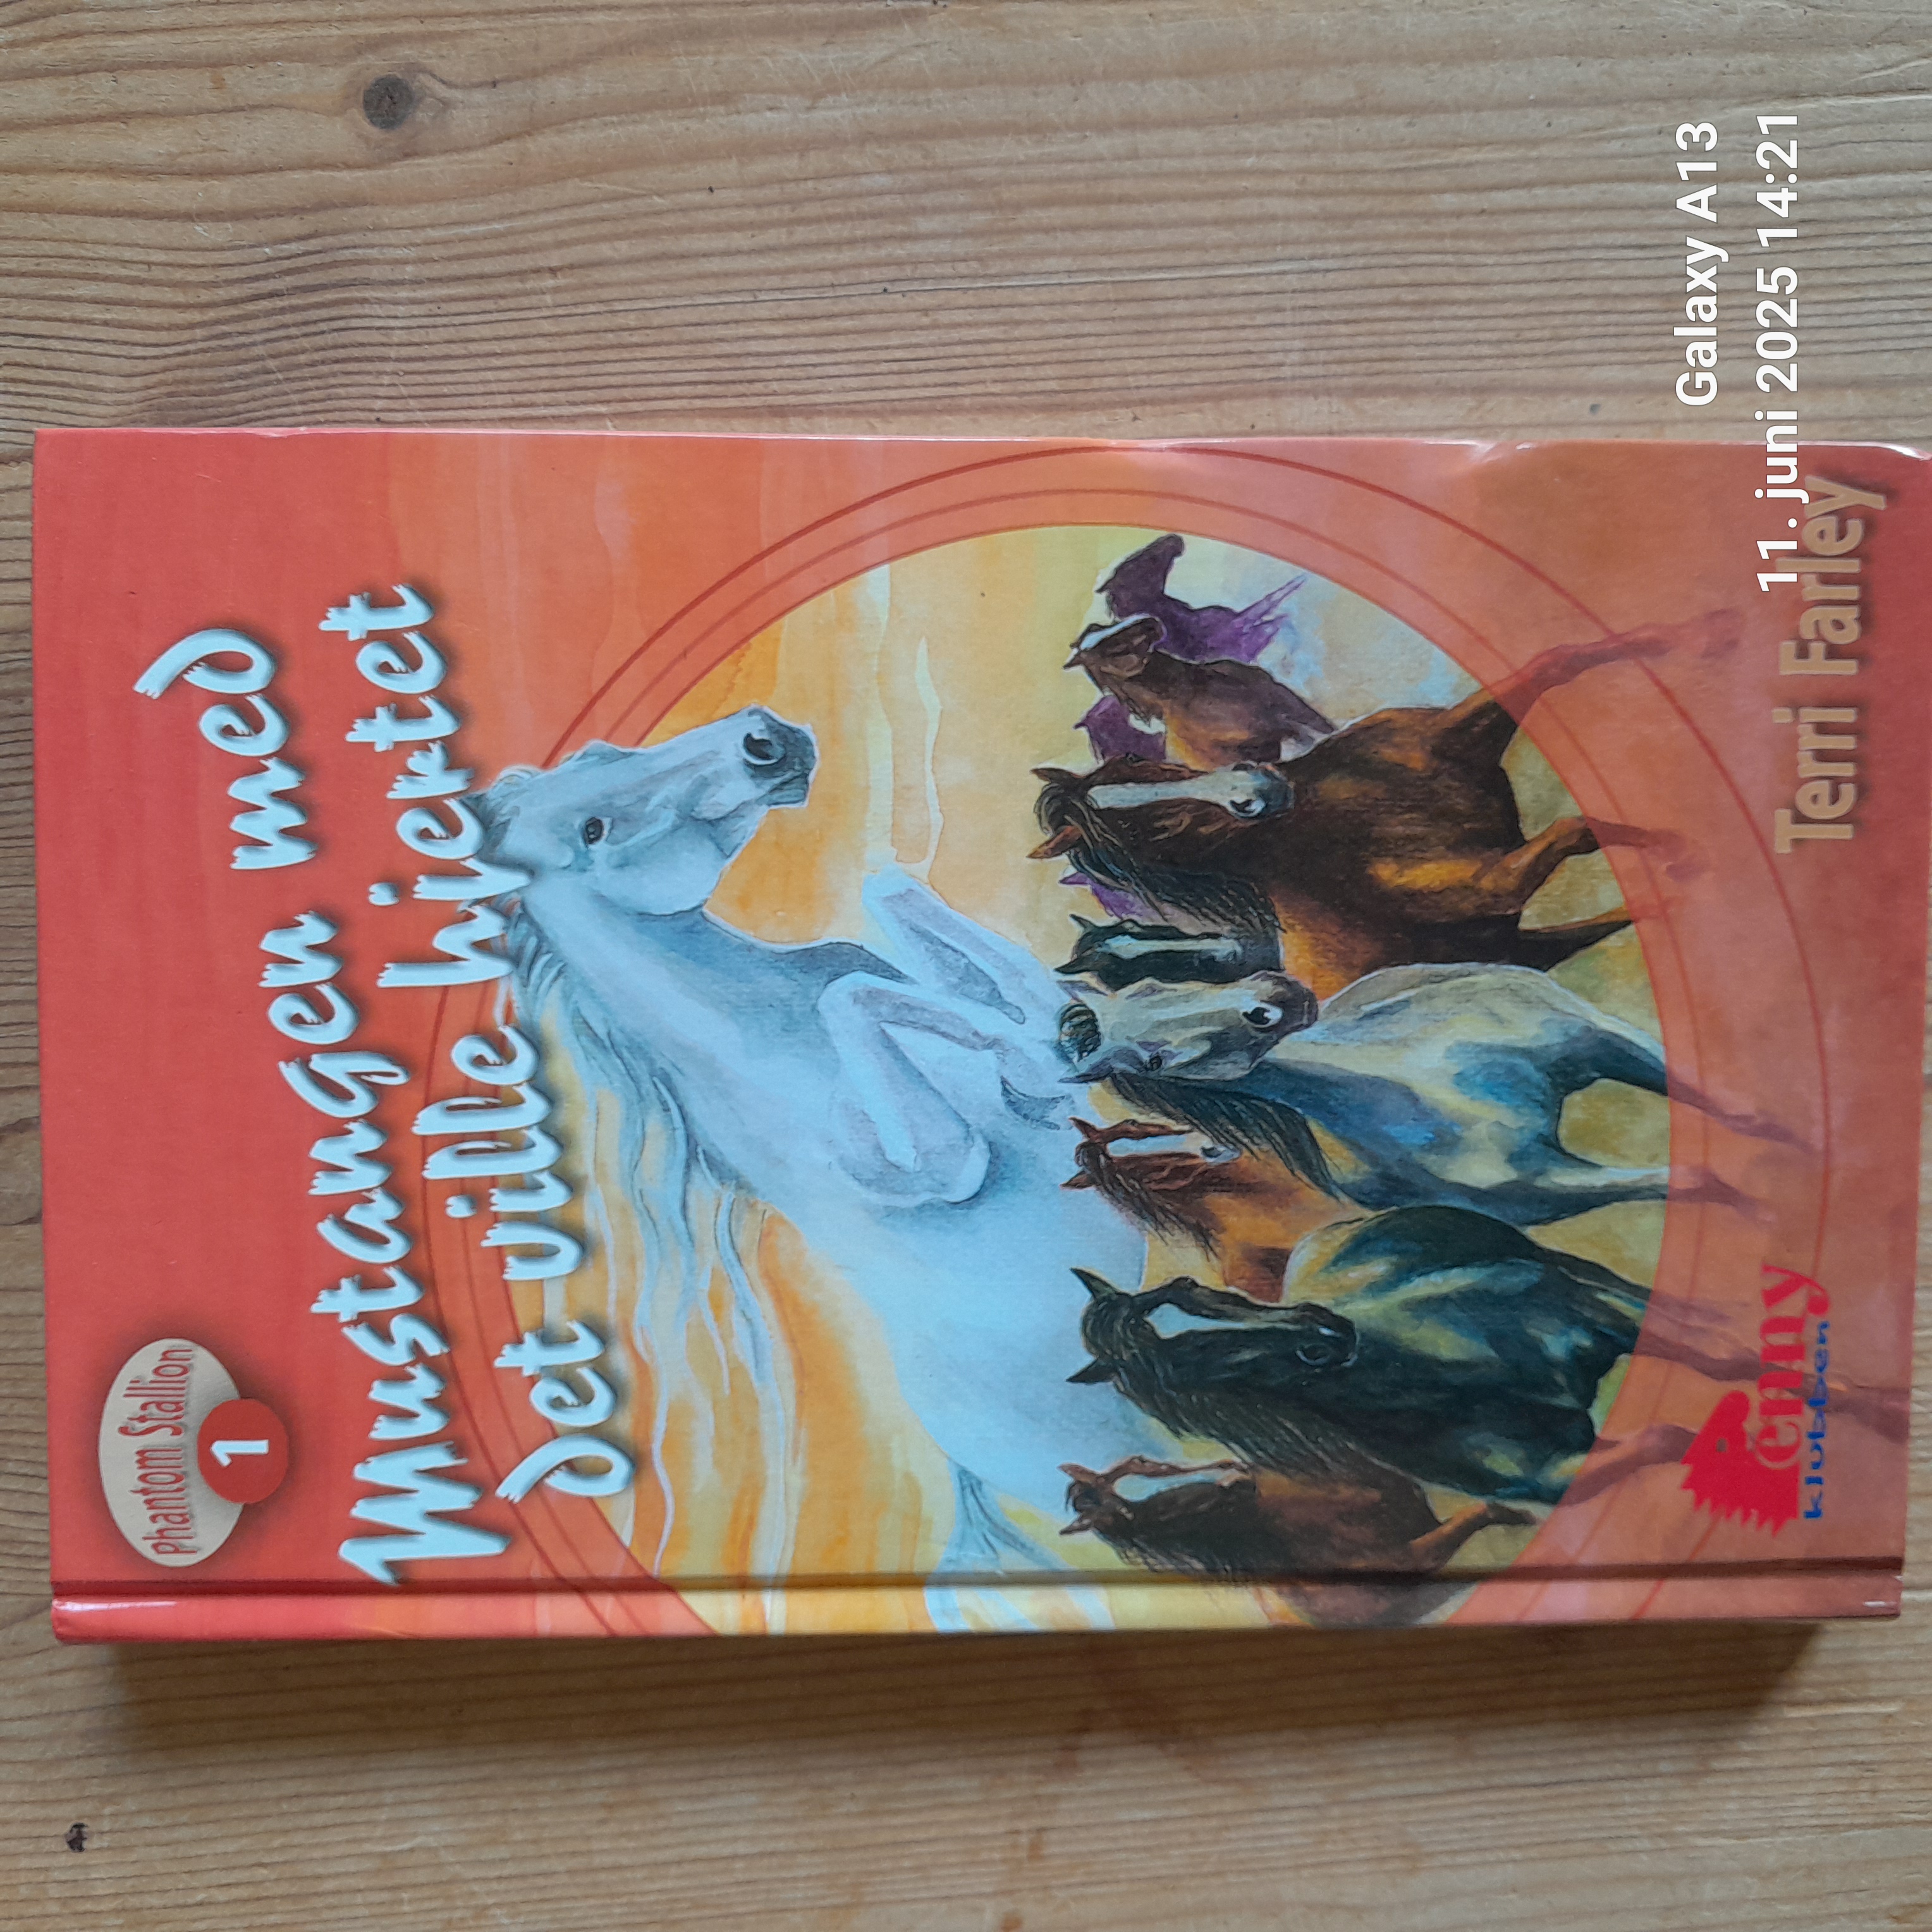 Phantom Stallion
1
Mustangen med
det ville hjertet
Penny
klubben
Terri Farley
Galaxy A13
11. juni 2025 14:21